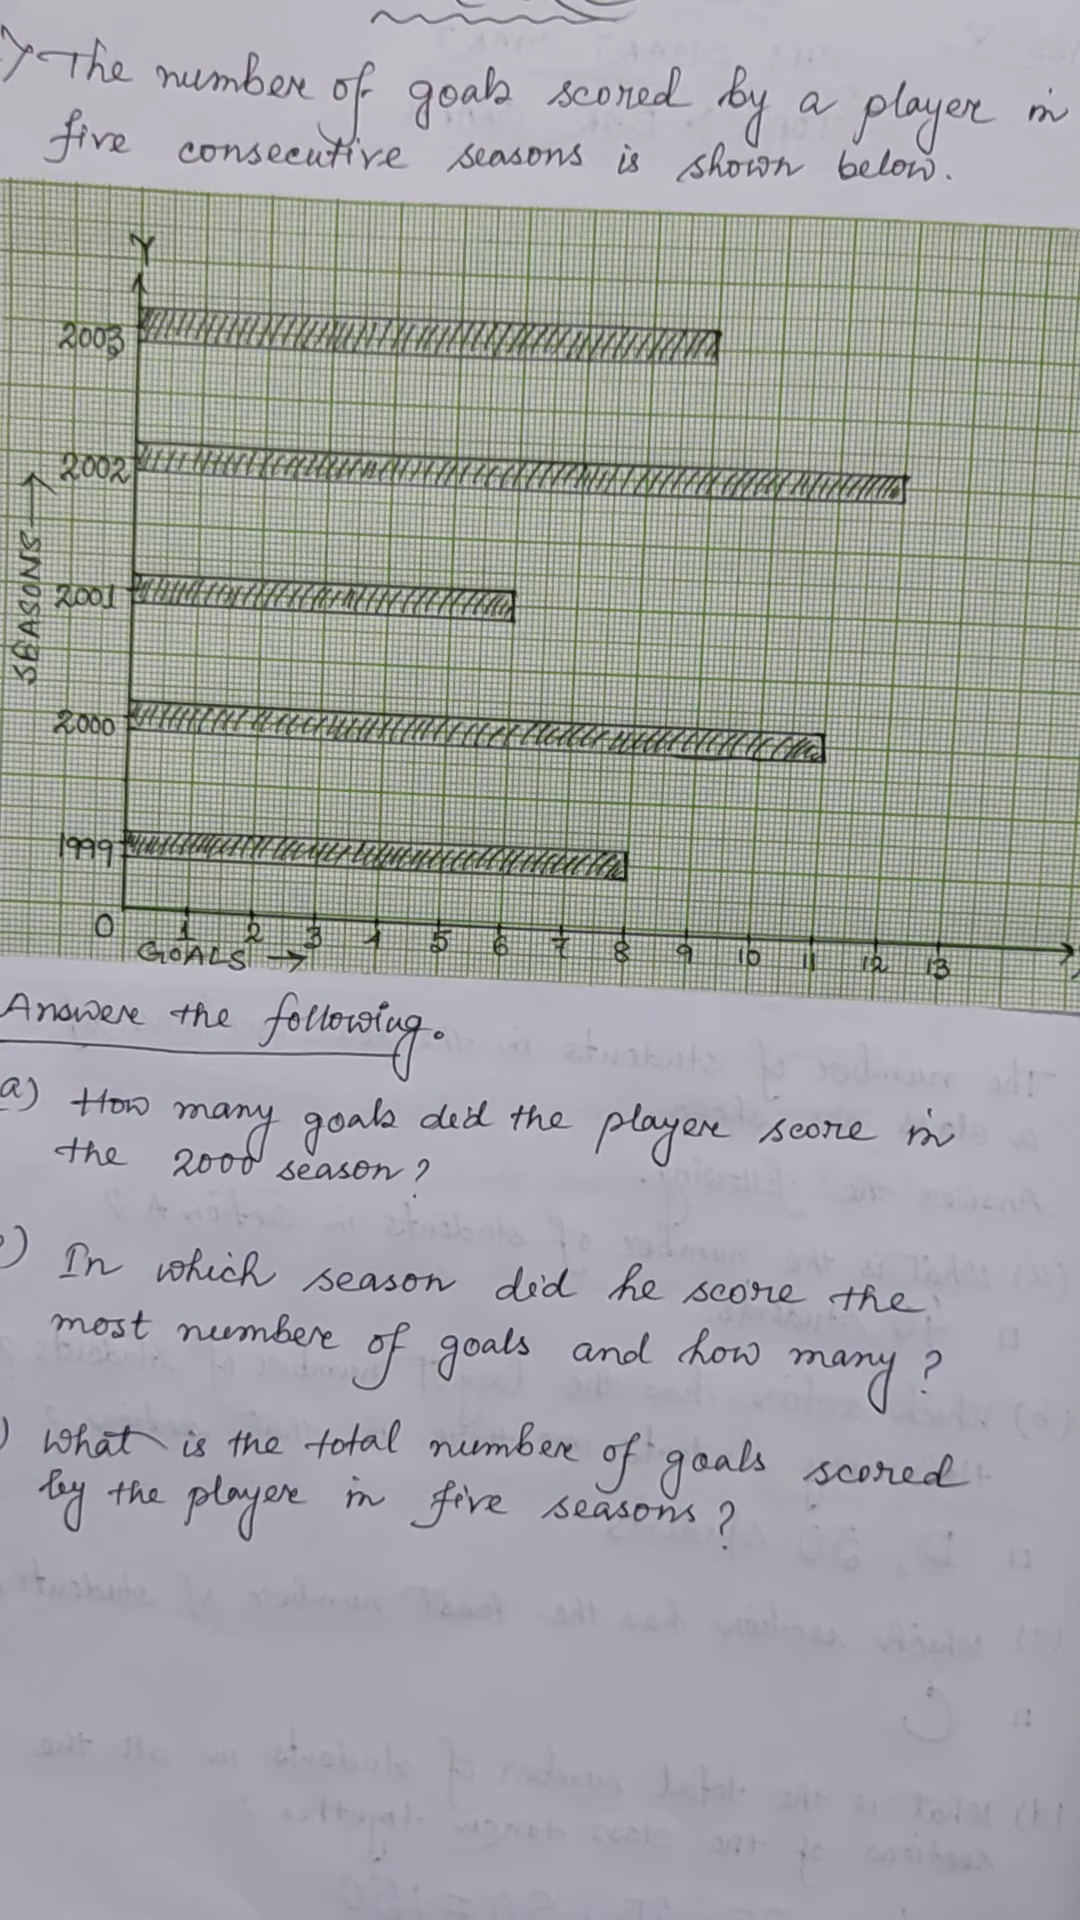 The number of goals scored by a player in
five consecutive seasons is shown below.
Y
2003
2002
2001
2000
1999
SEASONS
0 1 2 3 4 5 6 7 8 9 10 11 12 13
GOALS →
Answer the following.
a) How many goals did the player score in
the 2000 season?
) In which season did he score the
most number of goals and how many?
) What is the total number of goals scored
by the player in five seasons?